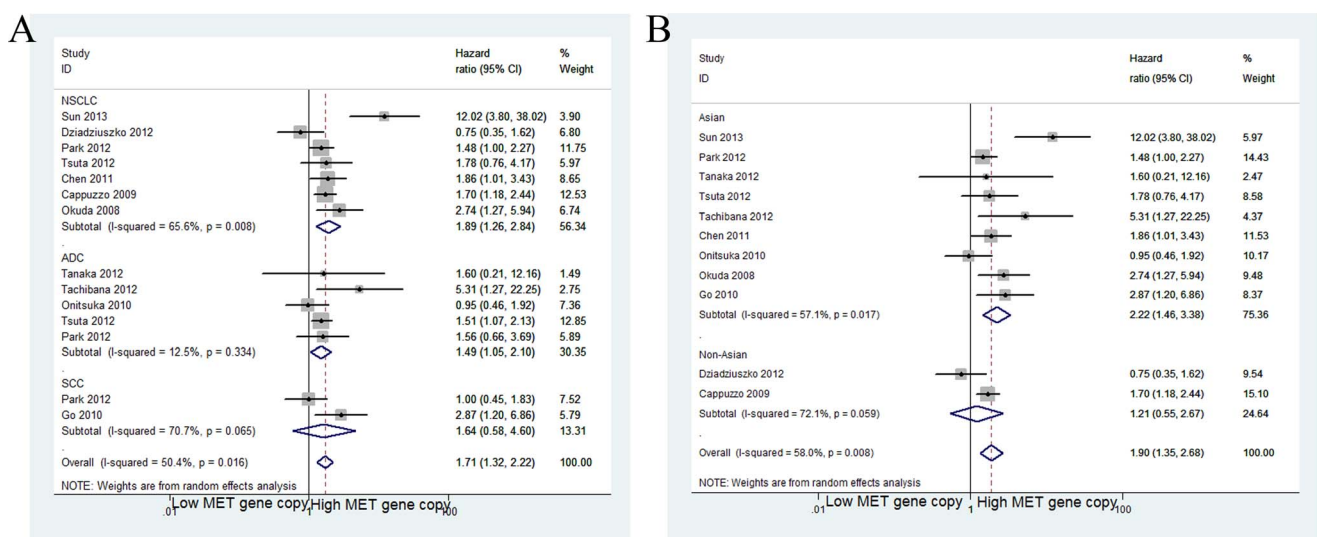 A
Study Hazard %
ID ratio (95% CI) Weight
NSCLC
Sun 2013 12.02 (3.80, 38.02) 3.90
Dziadziuszko 2012 0.75 (0.35, 1.62) 6.80
Park 2012 1.48 (1.00, 2.27) 11.75
Tsuta 2012 1.78 (0.76, 4.17) 5.97
Chen 2011 1.86 (1.01, 3.43) 8.65
Cappuzzo 2009 1.70 (1.18, 2.44) 12.53
Okuda 2008 2.74 (1.27, 5.94) 6.74
Subtotal (I-squared = 65.6%, p = 0.008) 1.89 (1.26, 2.84) 56.34
.
ADC
Tanaka 2012 1.60 (0.21, 12.16) 1.49
Tachibana 2012 5.31 (1.27, 22.25) 2.75
Onitsuka 2010 0.95 (0.46, 1.92) 7.36
Tsuta 2012 1.51 (1.07, 2.13) 12.85
Park 2012 1.56 (0.66, 3.69) 5.89
Subtotal (I-squared = 12.5%, p = 0.334) 1.49 (1.05, 2.10) 30.35
.
SCC
Park 2012 1.00 (0.45, 1.83) 7.52
Go 2010 2.87 (1.20, 6.86) 5.79
Subtotal (I-squared = 70.7%, p = 0.065) 1.64 (0.58, 4.60) 13.31
.
Overall (I-squared = 50.4%, p = 0.016) 1.71 (1.32, 2.22) 100.00
NOTE: Weights are from random effects analysis
Low MET gene copy High MET gene copy
.01 1 100
B
Study Hazard %
ID ratio (95% CI) Weight
Asian
Sun 2013 12.02 (3.80, 38.02) 5.97
Park 2012 1.48 (1.00, 2.27) 14.43
Tanaka 2012 1.60 (0.21, 12.16) 2.47
Tsuta 2012 1.78 (0.76, 4.17) 8.58
Tachibana 2012 5.31 (1.27, 22.25) 4.37
Chen 2011 1.86 (1.01, 3.43) 11.53
Onitsuka 2010 0.95 (0.46, 1.92) 10.17
Okuda 2008 2.74 (1.27, 5.94) 9.48
Go 2010 2.87 (1.20, 6.86) 8.37
Subtotal (I-squared = 57.1%, p = 0.017) 2.22 (1.46, 3.38) 75.36
.
Non-Asian
Dziadziuszko 2012 0.75 (0.35, 1.62) 9.54
Cappuzzo 2009 1.70 (1.18, 2.44) 15.10
Subtotal (I-squared = 72.1%, p = 0.059) 1.21 (0.55, 2.67) 24.64
.
Overall (I-squared = 58.0%, p = 0.008) 1.90 (1.35, 2.68) 100.00
NOTE: Weights are from random effects analysis
Low MET gene copy High MET gene copy
.01 1 100